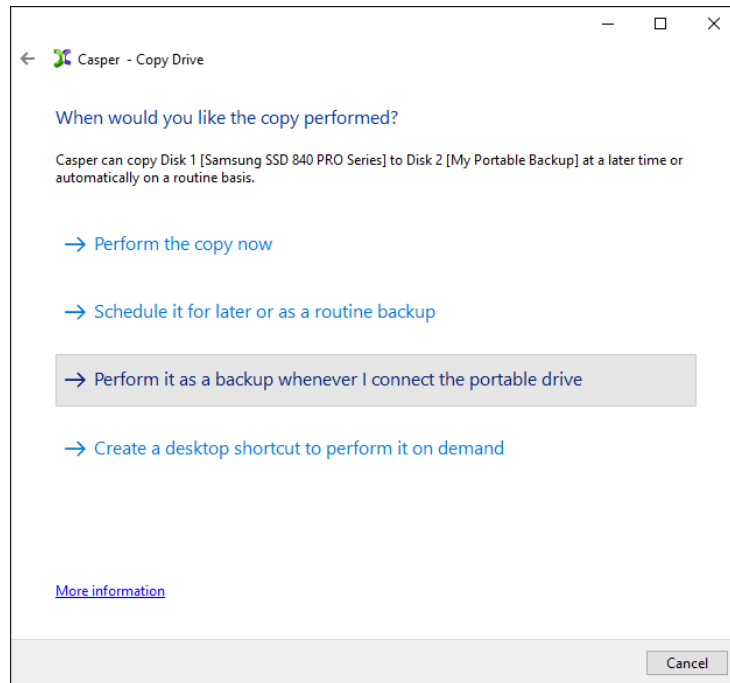 Casper - Copy Drive
When would you like the copy performed?
Casper can copy Disk 1 [Samsung SSD 840 PRO Series] to Disk 2 [My Portable Backup] at a later time or
automatically on a routine basis.
Perform the copy now
Schedule it for later or as a routine backup
Perform it as a backup whenever I connect the portable drive
Create a desktop shortcut to perform it on demand
More information
Cancel